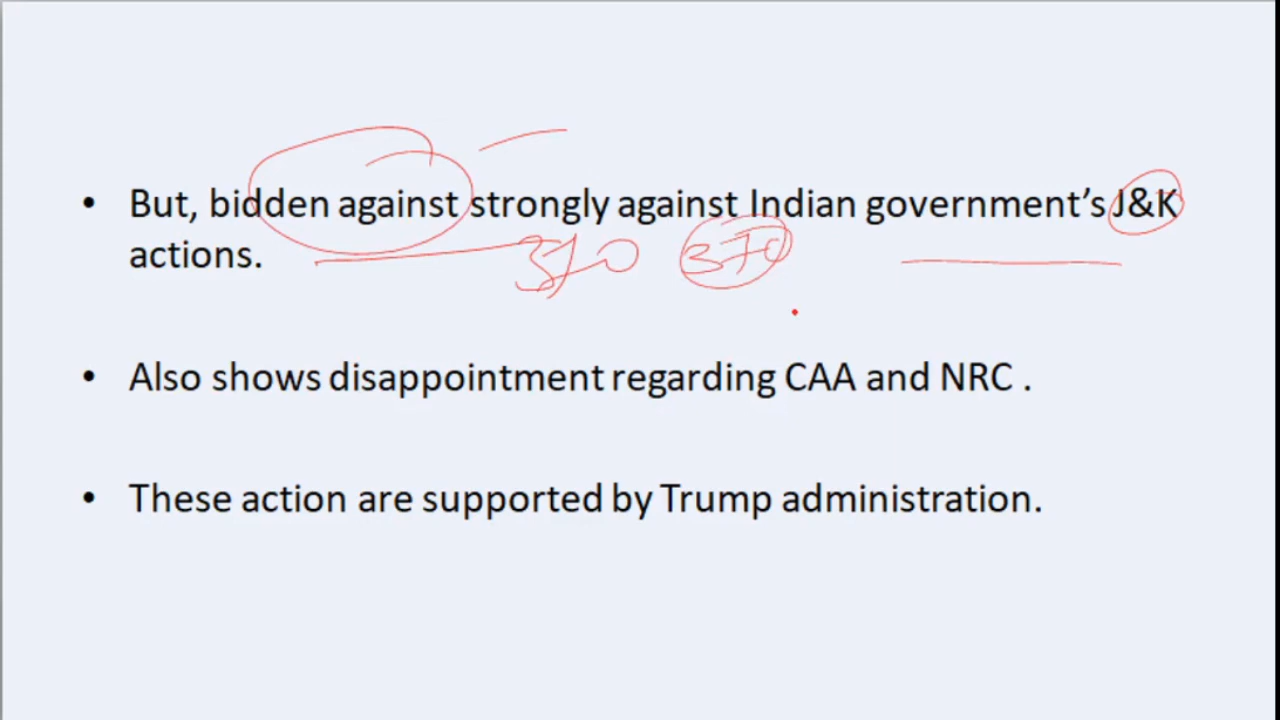 • But, bidden against strongly against Indian government's J&K
actions.
370 370
• Also shows disappointment regarding CAA and NRC .
• These action are supported by Trump administration.